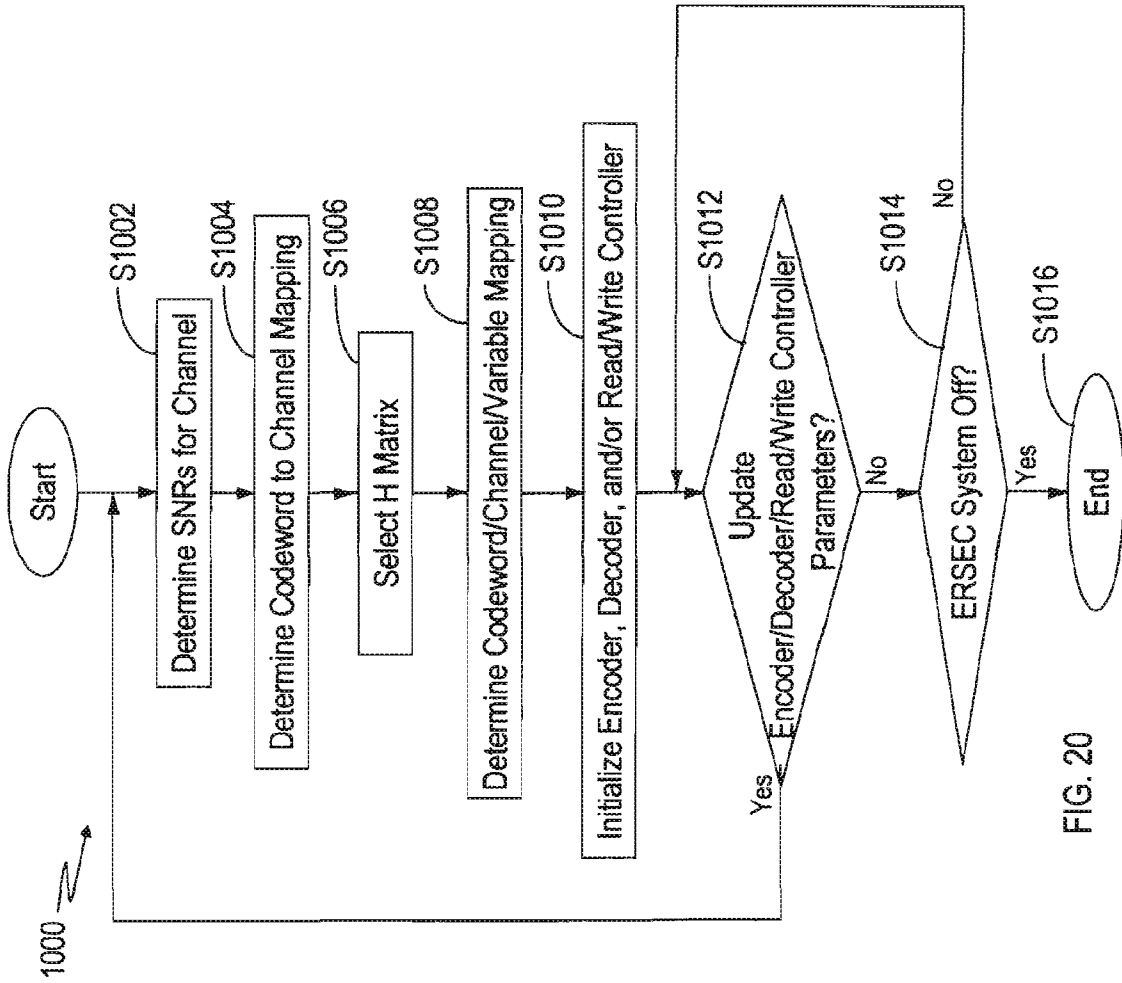 1000
Start
Determine SNRs for Channel
S1002
Determine Codeword to Channel Mapping
S1004
Select H Matrix
S1006
Determine Codeword/Channel/Variable Mapping
S1008
Initialize Encoder, Decoder, and/or Read/Write Controller
S1010
Update
Encoder/Decoder/Read/Write Controller
Parameters?
S1012
Yes
No
ERSEC System Off?
S1014
No
Yes
End
S1016
FIG. 20